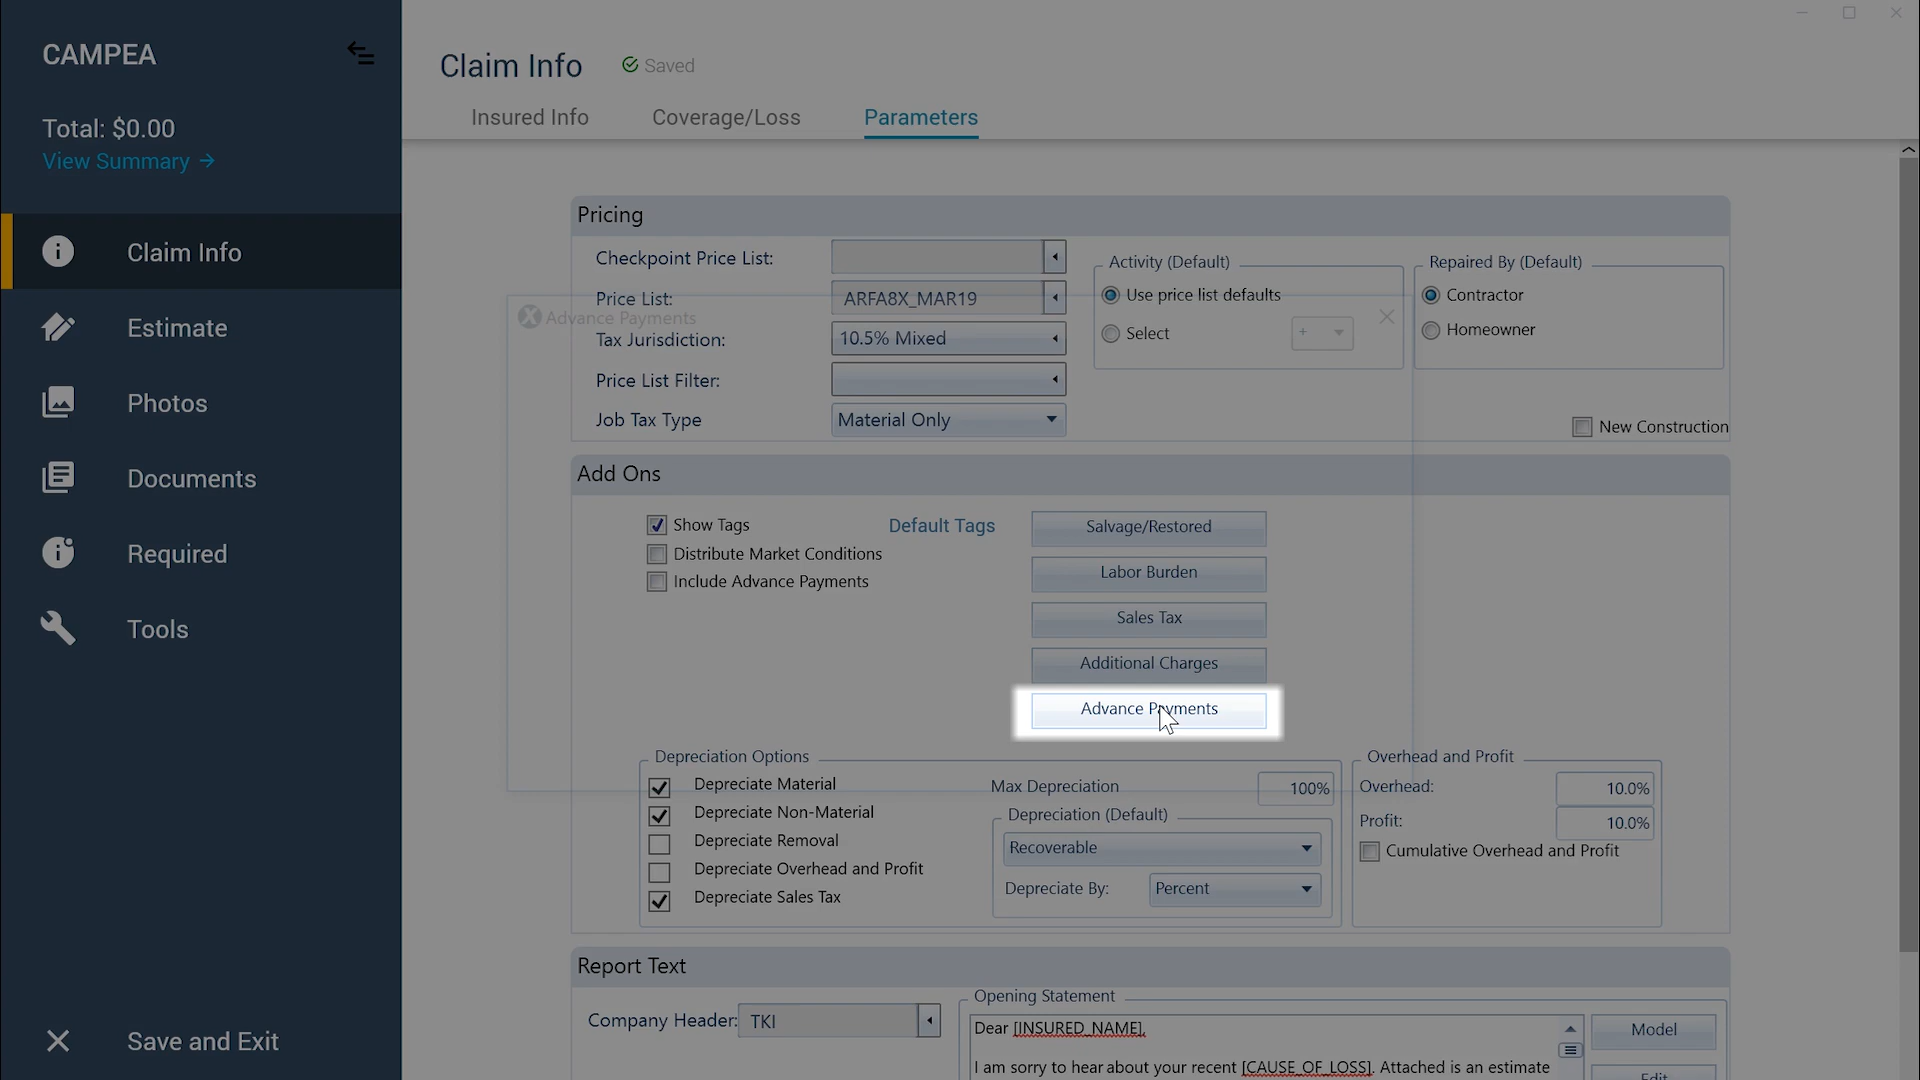 CAMPEA
Total: $0.00
View Summary →
Claim Info
Estimate
Photos
Documents
Required
Tools
Save and Exit
Claim Info Saved
Insured Info Coverage/Loss Parameters
Pricing
Checkpoint Price List:
Price List: ARFA8X_MAR19
Advance Payments
Tax Jurisdiction: 10.5% Mixed
Price List Filter:
Job Tax Type Material Only
Activity (Default)
Use price list defaults
Select +
Repaired By (Default)
Contractor
Homeowner
New Construction
Add Ons
Show Tags Default Tags
Distribute Market Conditions
Include Advance Payments
Salvage/Restored
Labor Burden
Sales Tax
Additional Charges
Advance Payments
Depreciation Options
Depreciate Material
Depreciate Non-Material
Depreciate Removal
Depreciate Overhead and Profit
Depreciate Sales Tax
Max Depreciation 100%
Depreciation (Default)
Recoverable
Depreciate By: Percent
Overhead and Profit
Overhead: 10.0%
Profit: 10.0%
Cumulative Overhead and Profit
Report Text
Company Header: TKI
Opening Statement
Dear [INSURED_NAME],
I am sorry to hear about your recent [CAUSE_OF_LOSS]. Attached is an estimate
Model
Edit